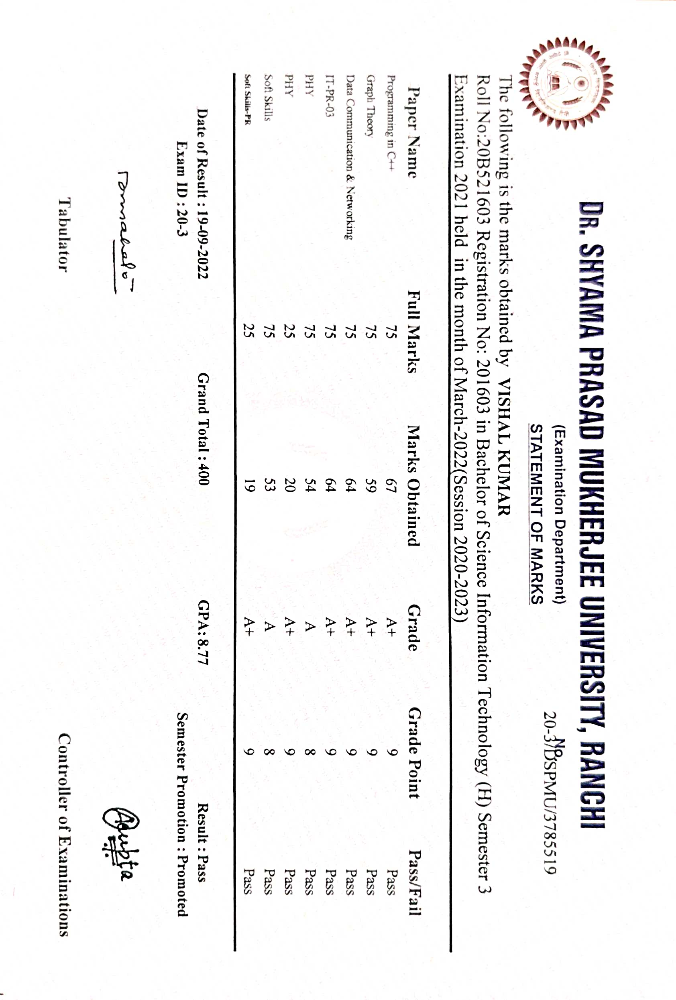 DR. SHYAMA PRASAD MUKHERJEE UNIVERSITY, RANCHI
(Examination Department)
No.
STATEMENT OF MARKS
20-3/DSPMU/3785519
The following is the marks obtained by VISHAL KUMAR
Roll No:20B521603 Registration No: 201603 in Bachelor of Science Information Technology (H) Semester 3
Examination 2021 held in the month of March-2022(Session 2020-2023)
Paper Name Full Marks Marks Obtained Grade Grade Point Pass/Fail
Programming in C++ 75 67 A+ 9 Pass
Graph Theory 75 59 A+ 9 Pass
Data Communication & Networking 75 64 A+ 9 Pass
IT-PR-03 75 64 A+ 9 Pass
PHY 75 54 A 8 Pass
PHY 25 20 A+ 9 Pass
Soft Skills 75 53 A 8 Pass
Soft Skills-PR 25 19 A+ 9 Pass
Date of Result : 19-09-2022 Grand Total : 400 GPA: 8.77 Result : Pass
Exam ID : 20-3 Semester Promotion : Promoted
Tabulator Controller of Examinations